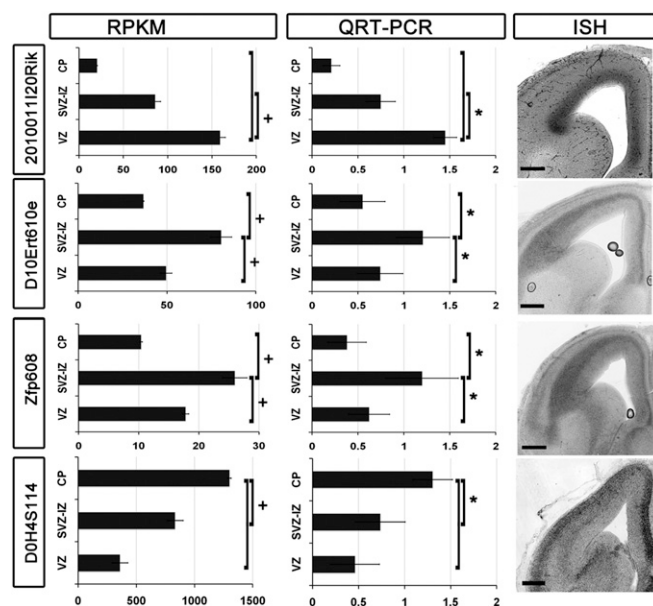 RPKM QRT-PCR ISH
2010011I20Rik
CP
SVZ-IZ
VZ
0 50 100 150 200
+
CP
SVZ-IZ
VZ
0 0.5 1 1.5 2
*
D10Ert610e
CP
SVZ-IZ
VZ
0 50 100
+
+
CP
SVZ-IZ
VZ
0 0.5 1 1.5 2
*
*
Zfp608
CP
SVZ-IZ
VZ
0 10 20 30
+
+
CP
SVZ-IZ
VZ
0 0.5 1 1.5 2
*
*
D0H4S114
CP
SVZ-IZ
VZ
0 500 1000 1500
+
CP
SVZ-IZ
VZ
0 0.5 1 1.5 2
*